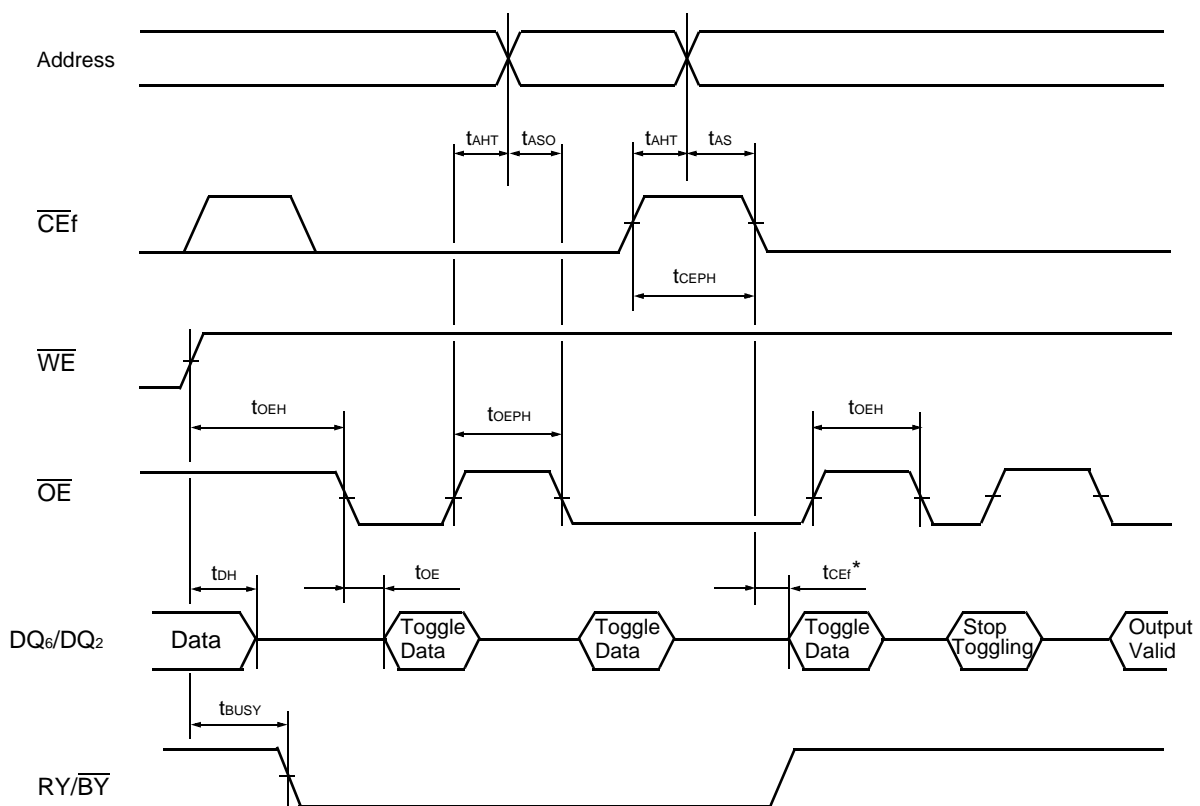 Address
tAHT tASO tAHT tAS
CEf
tCEPH
WE
tOEH tOEPH tOEH
OE
tDH tOE tCEf*
DQ6/DQ2 Data Toggle Data Toggle Data Toggle Data Stop Toggling Output Valid
tBUSY
RY/BY